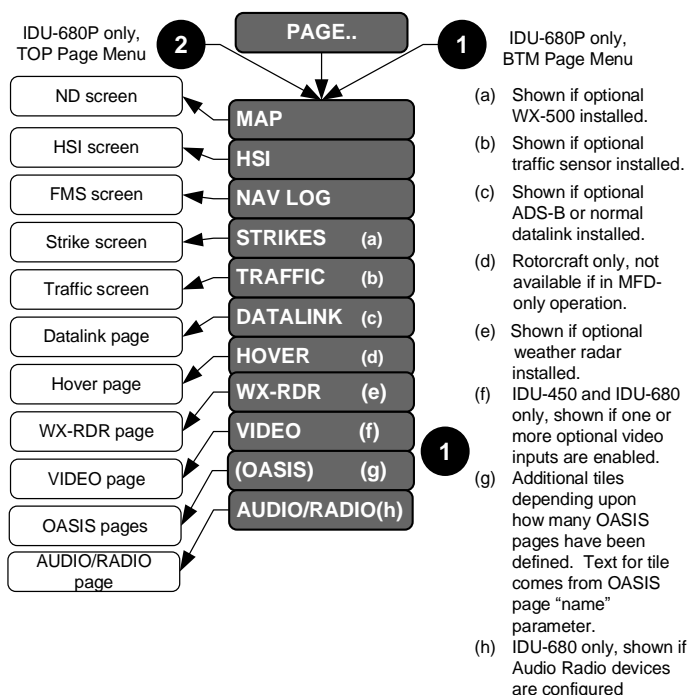 IDU-680P only,
TOP Page Menu
2
PAGE..
1
IDU-680P only,
BTM Page Menu
ND screen
HSI screen
FMS screen
Strike screen
Traffic screen
Datalink page
Hover page
WX-RDR page
VIDEO page
OASIS pages
AUDIO/RADIO
page
MAP
HSI
NAV LOG
STRIKES (a)
TRAFFIC (b)
DATALINK (c)
HOVER (d)
WX-RDR (e)
VIDEO (f)
(OASIS) (g)
AUDIO/RADIO(h)
1
(a) Shown if optional
WX-500 installed.
(b) Shown if optional
traffic sensor installed.
(c) Shown if optional
ADS-B or normal
datalink installed.
(d) Rotorcraft only, not
available if in MFD-
only operation.
(e) Shown if optional
weather radar
installed.
(f) IDU-450 and IDU-680
only, shown if one or
more optional video
inputs are enabled.
(g) Additional tiles
depending upon
how many OASIS
pages have been
defined. Text for tile
comes from OASIS
page “name”
parameter.
(h) IDU-680 only, shown if
Audio Radio devices
are configured